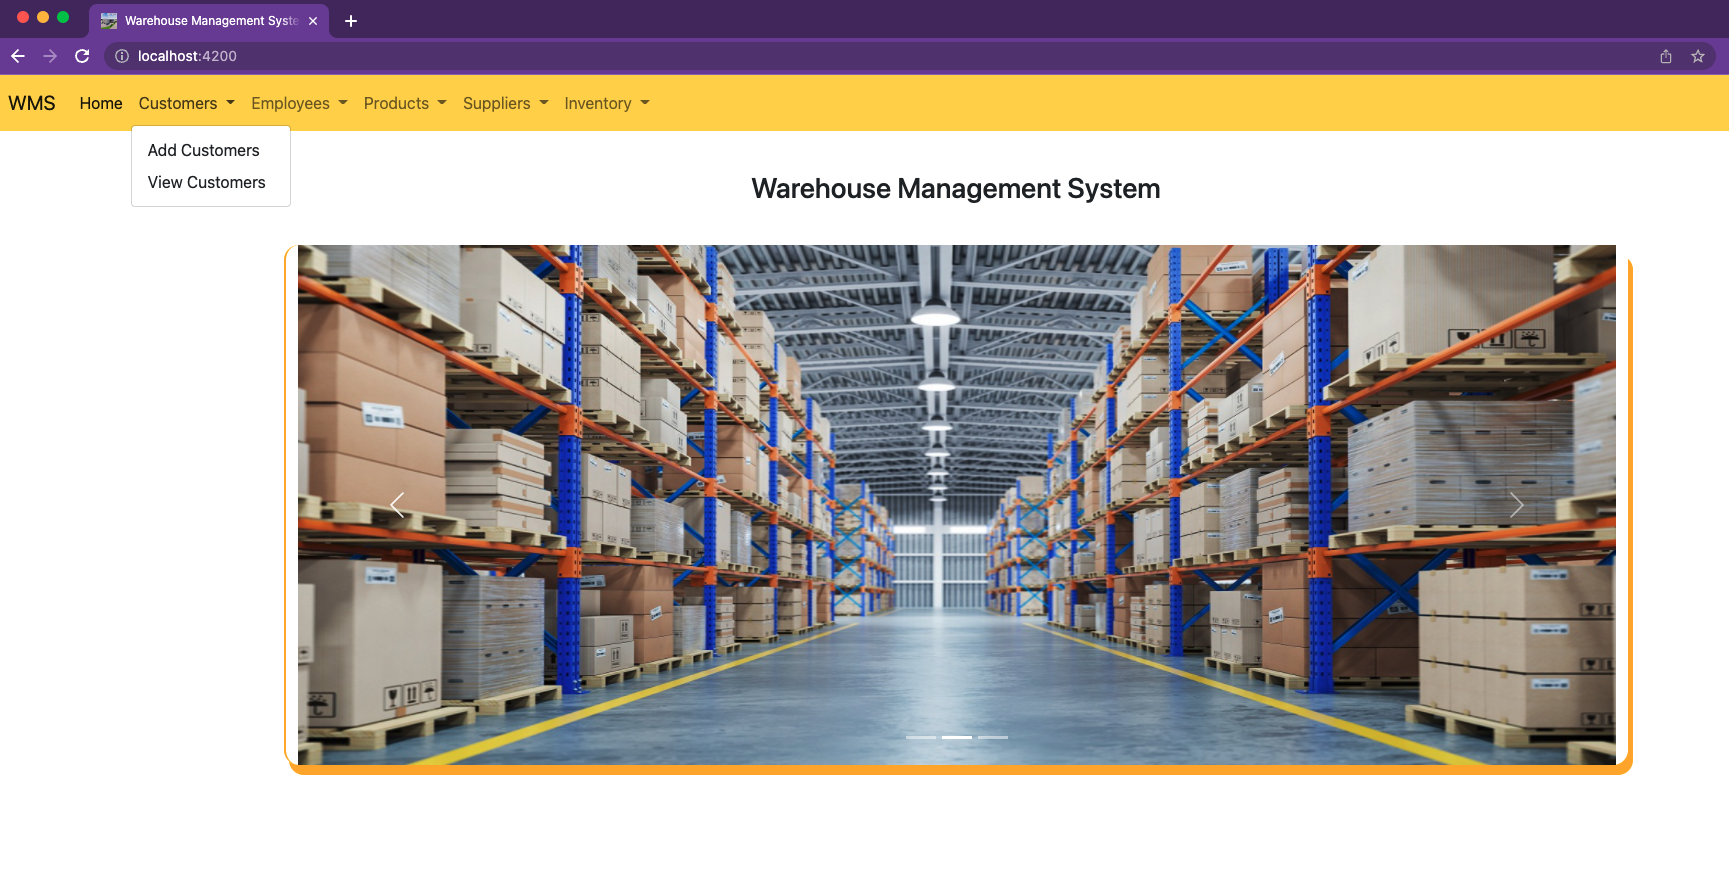 Warehouse Management Syste
localhost:4200
WMS Home Customers Employees Products Suppliers Inventory
Add Customers
View Customers
Warehouse Management System